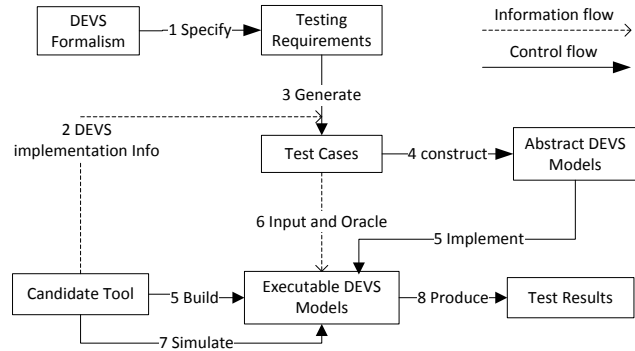 DEVS
Formalism
1 Specify
Testing
Requirements
Information flow
Control flow
3 Generate
2 DEVS
implementation Info
Test Cases
4 construct
Abstract DEVS
Models
6 Input and Oracle
5 Implement
Candidate Tool
5 Build
Executable DEVS
Models
8 Produce
Test Results
7 Simulate